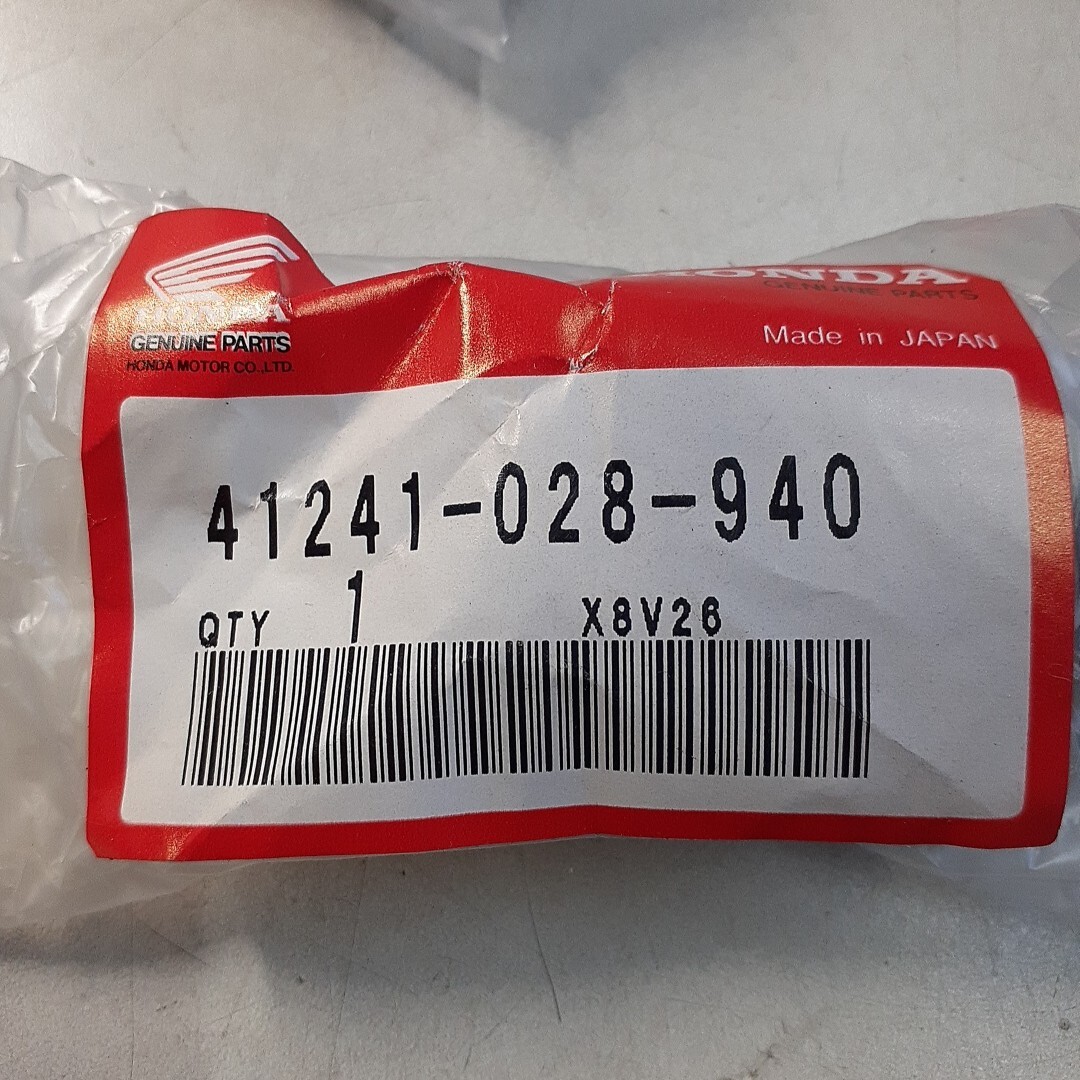 HONDA
GENUINE PARTS
HONDA MOTOR CO.,LTD.
HONDA
GENUINE PARTS
Made in JAPAN
41241-028-940
QTY 1 X8V26